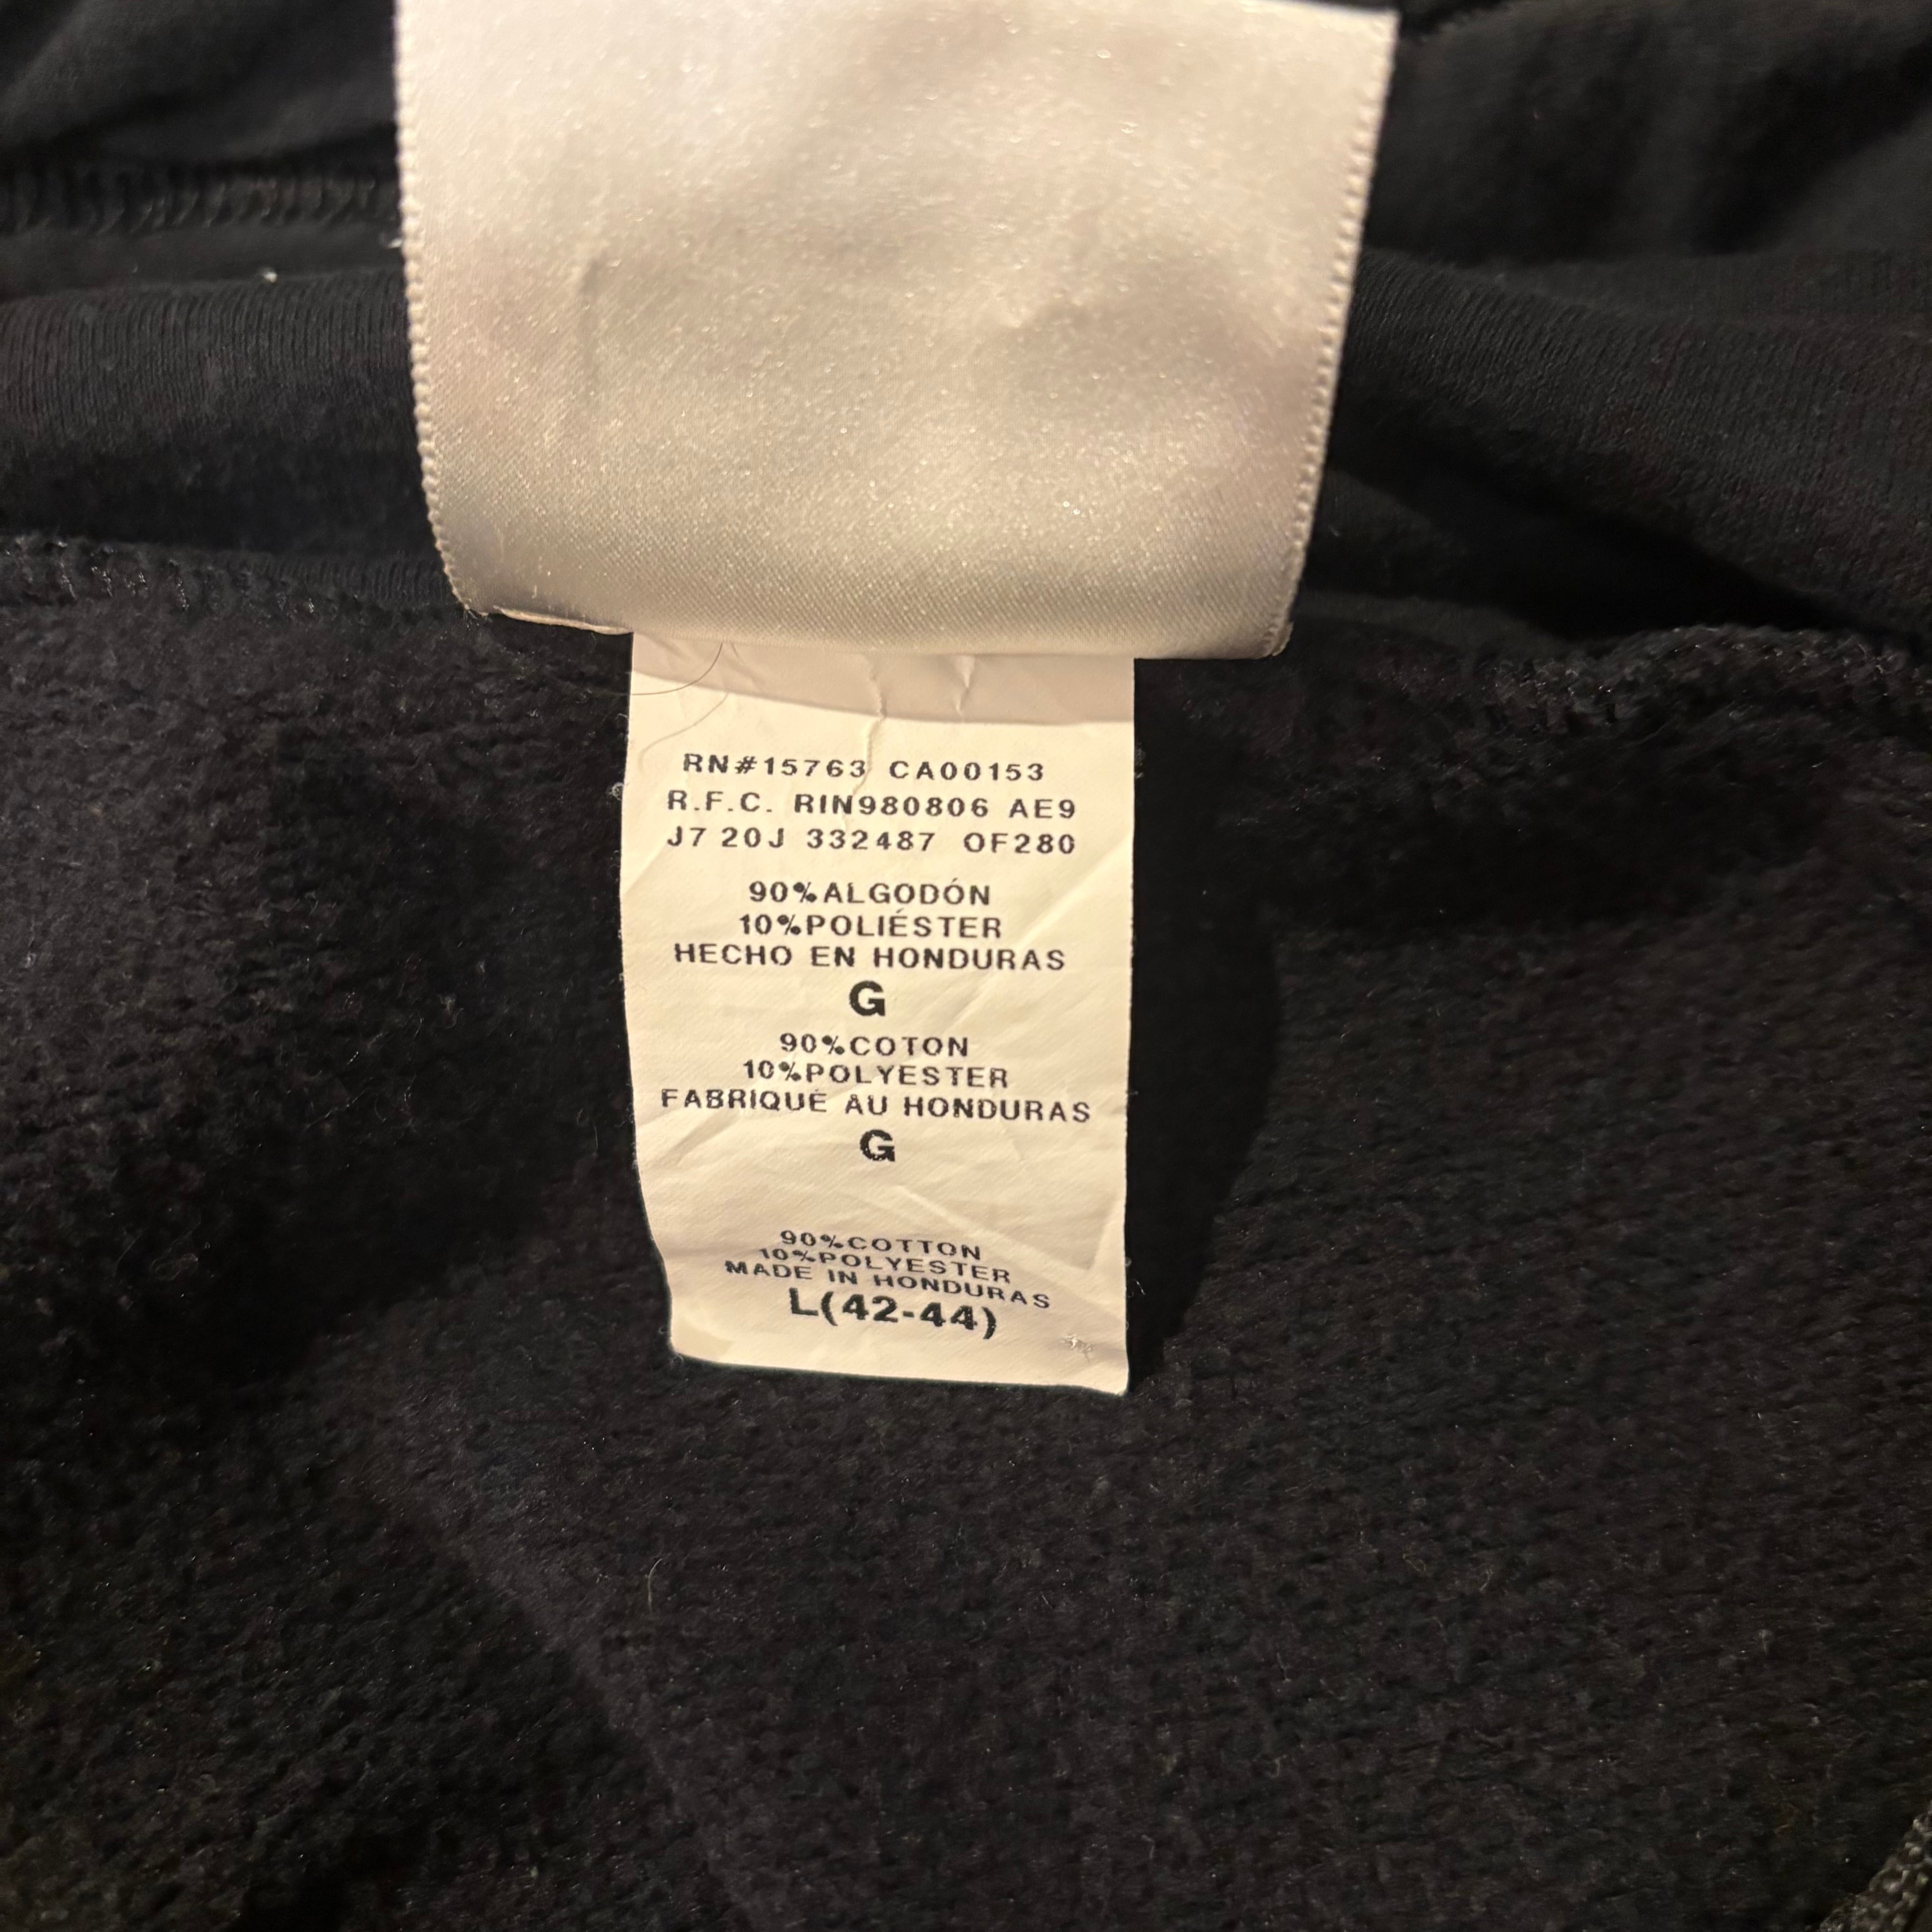 RN#15763 CA00153
R.F.C. RIN980806 AE9
J7 20J 332487 OF280
90%ALGODÓN
10%POLIÉSTER
HECHO EN HONDURAS
G
90%COTON
10%POLYESTER
FABRIQUÉ AU HONDURAS
G
90%COTTON
10%POLYESTER
MADE IN HONDURAS
L(42-44)